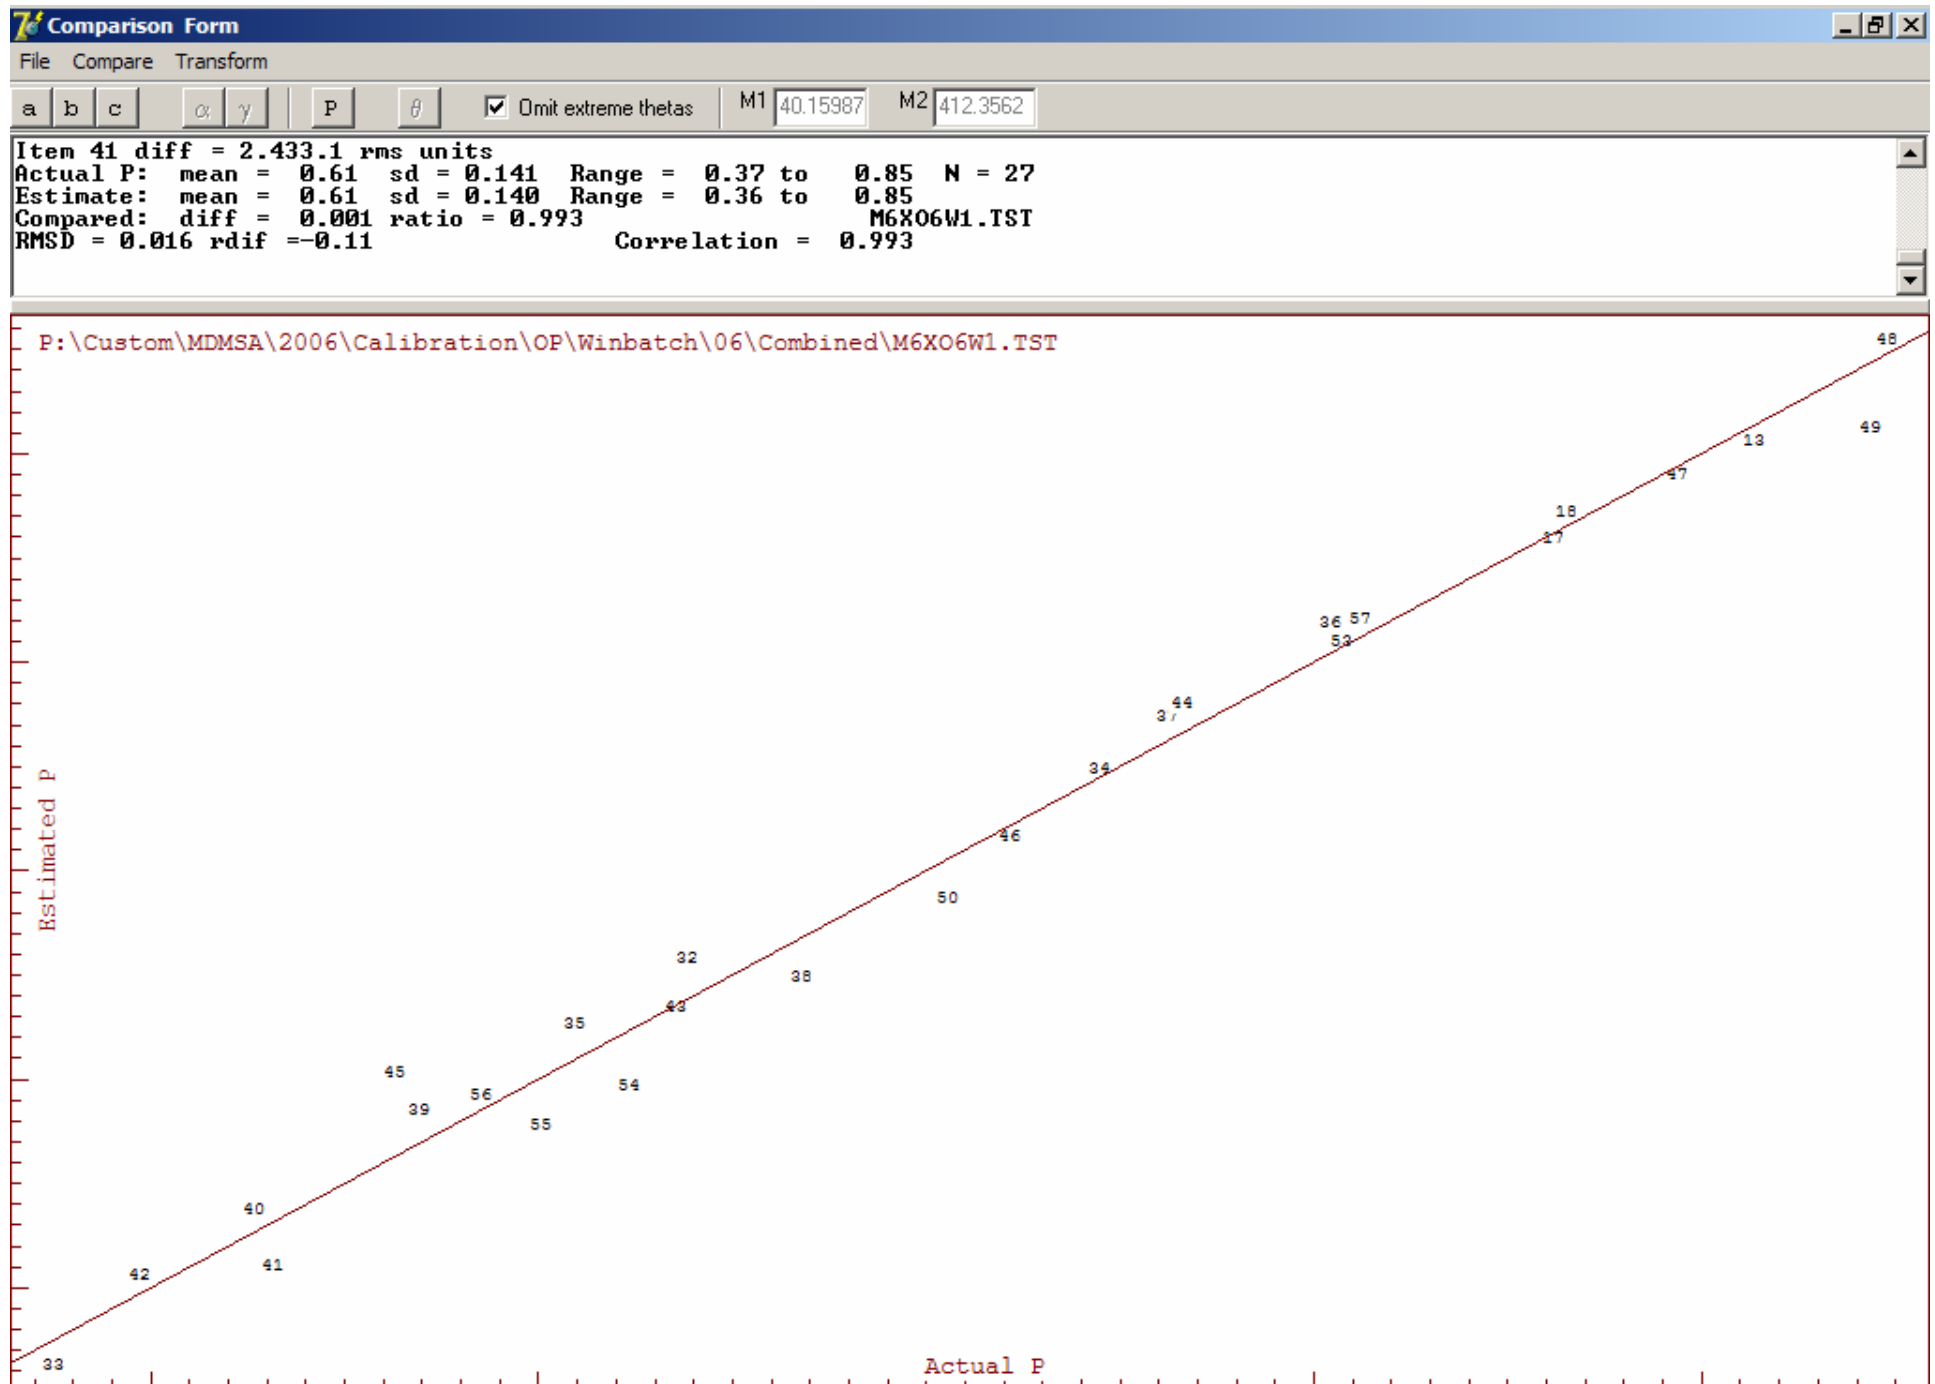 Comparison Form
File Compare Transform
a b c α γ P θ Omit extreme thetas M1 40.15987 M2 412.3562
Item 41 diff = 2.433.1 rms units
Actual P: mean = 0.61 sd = 0.141 Range = 0.37 to 0.85 N = 27
Estimate: mean = 0.61 sd = 0.140 Range = 0.36 to 0.85
Compared: diff = 0.001 ratio = 0.993 M6XO6W1.TST
RMSD = 0.016 rdif =-0.11 Correlation = 0.993
P:\Custom\MDMSA\2006\Calibration\OP\Winbatch\06\Combined\M6XO6W1.TST
48
49
13
47
18
17
36 57
53
44
37
34
Estimated P
46
50
32
38
43
35
45
54
56
39
55
40
41
42
33
Actual P